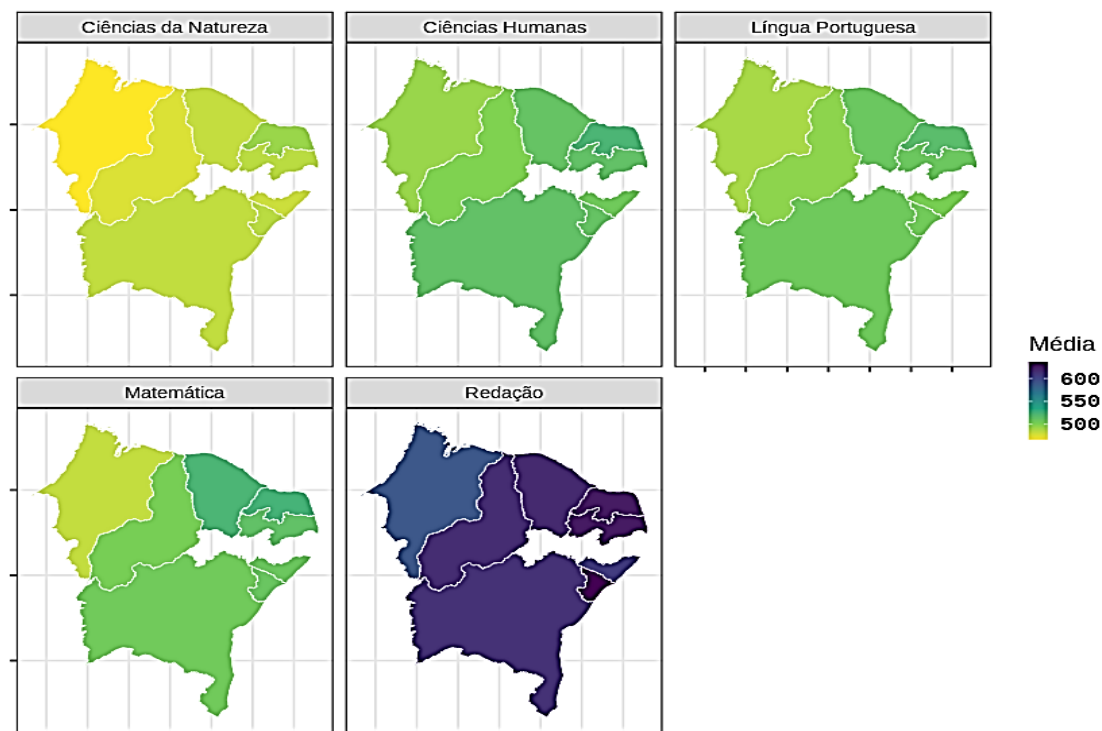 Ciências da Natureza
Ciências Humanas
Língua Portuguesa
Matemática
Redação
Média
600
550
500